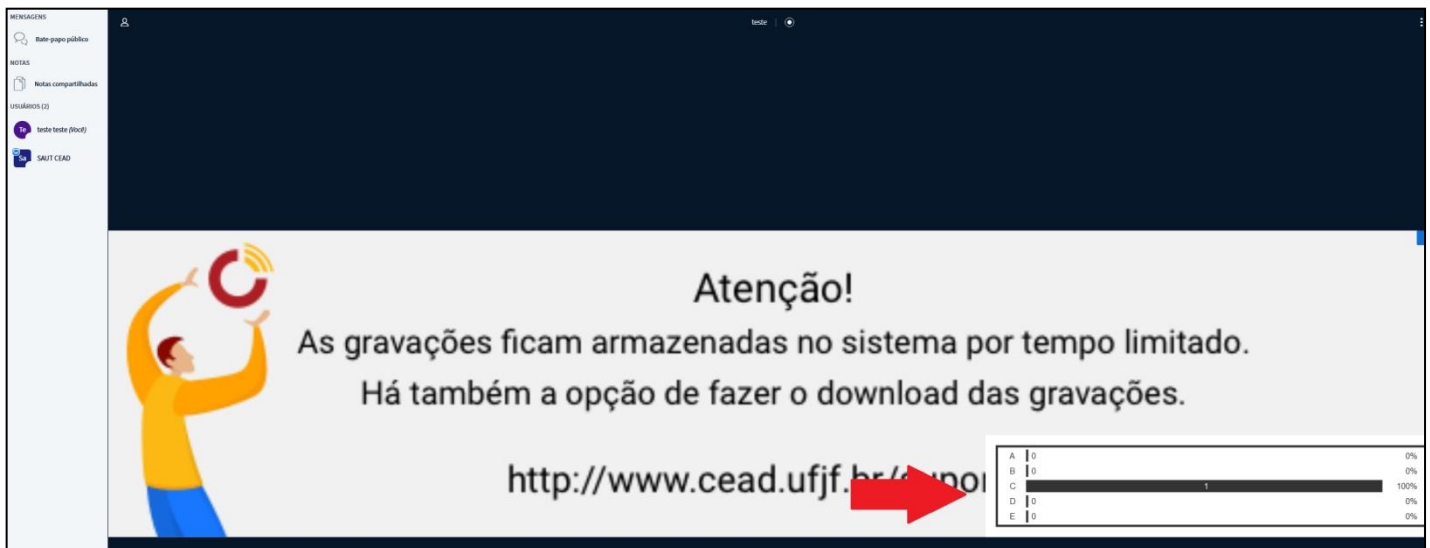 MENSAGENS
Bate-papo público
NOTAS
Notas compartilhadas
USUÁRIOS (2)
Te teste teste (Você)
Sa SAUT CEAD
teste
Atenção!
As gravações ficam armazenadas no sistema por tempo limitado.
Há também a opção de fazer o download das gravações.
http://www.cead.ufjf.br/
A 0 0%
B 0 0%
C 1 100%
D 0 0%
E 0 0%